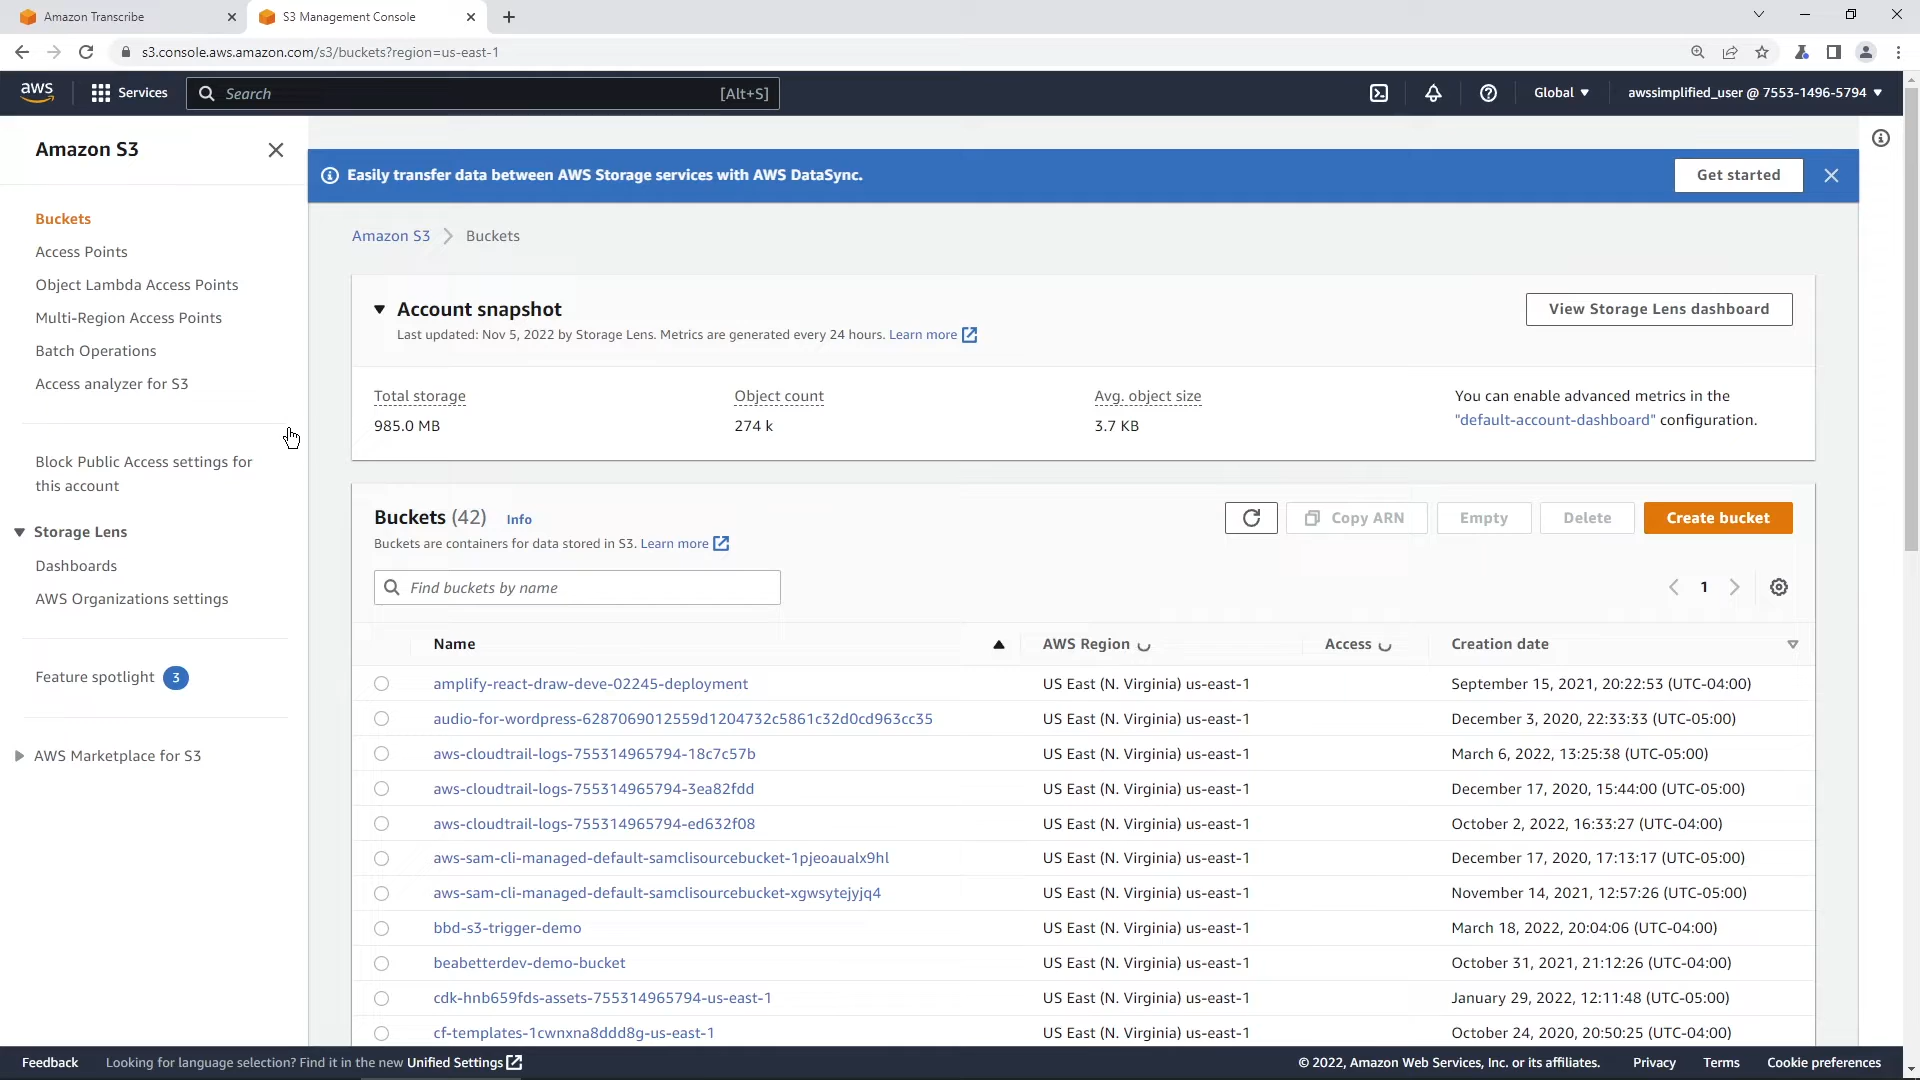 Amazon Transcribe
S3 Management Console
s3.console.aws.amazon.com/s3/buckets?region=us-east-1
aws
Services
Search
[Alt+S]
Global
awssimplified_user @ 7553-1496-5794
Amazon S3
Buckets
Access Points
Object Lambda Access Points
Multi-Region Access Points
Batch Operations
Access analyzer for S3
Block Public Access settings for
this account
Storage Lens
Dashboards
AWS Organizations settings
Feature spotlight 3
AWS Marketplace for S3
Easily transfer data between AWS Storage services with AWS DataSync.
Get started
Amazon S3 Buckets
Account snapshot
Last updated: Nov 5, 2022 by Storage Lens. Metrics are generated every 24 hours. Learn more
View Storage Lens dashboard
Total storage
985.0 MB
Object count
274 k
Avg. object size
3.7 KB
You can enable advanced metrics in the
"default-account-dashboard" configuration.
Buckets (42) Info
Buckets are containers for data stored in S3. Learn more
Copy ARN
Empty
Delete
Create bucket
Find buckets by name
1
Name AWS Region Access Creation date
amplify-react-draw-deve-02245-deployment US East (N. Virginia) us-east-1 September 15, 2021, 20:22:53 (UTC-04:00)
audio-for-wordpress-6287069012559d1204732c5861c32d0cd963cc35 US East (N. Virginia) us-east-1 December 3, 2020, 22:33:33 (UTC-05:00)
aws-cloudtrail-logs-755314965794-18c7c57b US East (N. Virginia) us-east-1 March 6, 2022, 13:25:38 (UTC-05:00)
aws-cloudtrail-logs-755314965794-3ea82fdd US East (N. Virginia) us-east-1 December 17, 2020, 15:44:00 (UTC-05:00)
aws-cloudtrail-logs-755314965794-ed632f08 US East (N. Virginia) us-east-1 October 2, 2022, 16:33:27 (UTC-04:00)
aws-sam-cli-managed-default-samclisourcebucket-1pjeoaualx9hl US East (N. Virginia) us-east-1 December 17, 2020, 17:13:17 (UTC-05:00)
aws-sam-cli-managed-default-samclisourcebucket-xgwsytejyjq4 US East (N. Virginia) us-east-1 November 14, 2021, 12:57:26 (UTC-05:00)
bbd-s3-trigger-demo US East (N. Virginia) us-east-1 March 18, 2022, 20:04:06 (UTC-04:00)
beabetterdev-demo-bucket US East (N. Virginia) us-east-1 October 31, 2021, 21:12:26 (UTC-04:00)
cdk-hnb659fds-assets-755314965794-us-east-1 US East (N. Virginia) us-east-1 January 29, 2022, 12:11:48 (UTC-05:00)
cf-templates-1cwnxna8ddd8g-us-east-1 US East (N. Virginia) us-east-1 October 24, 2020, 20:50:25 (UTC-04:00)
Feedback Looking for language selection? Find it in the new Unified Settings © 2022, Amazon Web Services, Inc. or its affiliates. Privacy Terms Cookie preferences